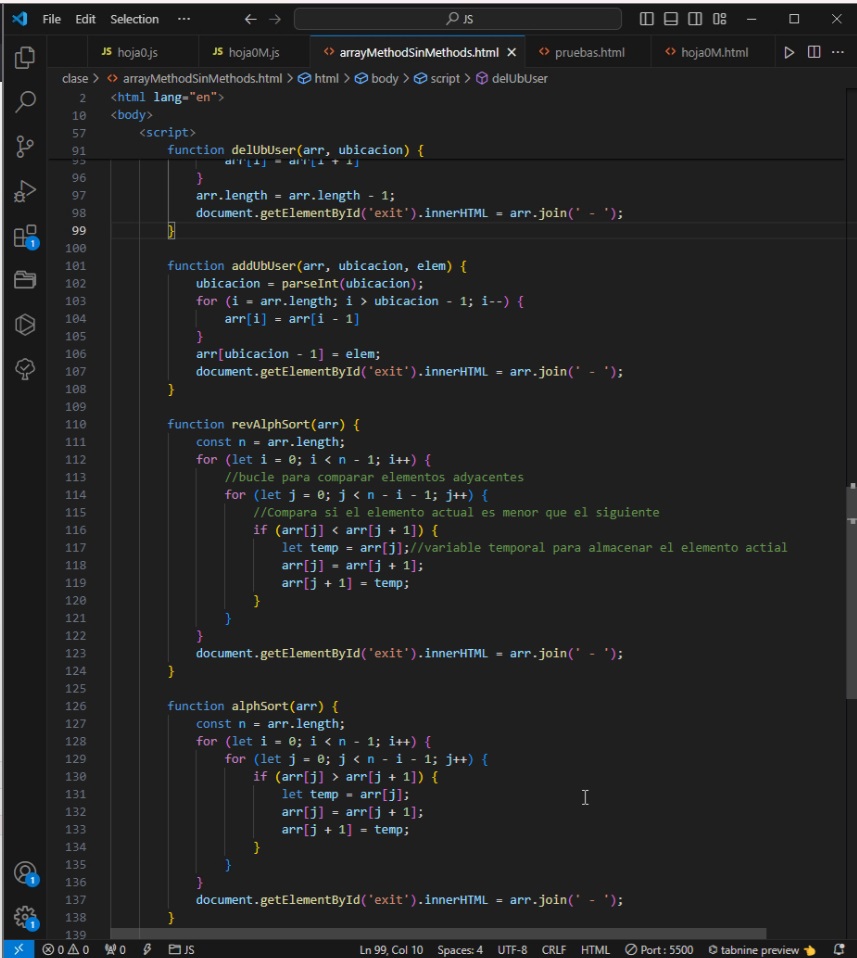 File Edit Selection ··· ← → JS
JS hoja0.js JS hoja0M.js <> arrayMethodSinMethods.html × <> pruebas.html <> hoja0M.html ···
clase > <> arrayMethodSinMethods.html > html > body > script > delUbUser
2 <html lang="en">
10 <body>
57 <script>
91 function delUbUser(arr, ubicacion) {
95 arr[i] = arr[i + 1]
96 }
97 arr.length = arr.length - 1;
98 document.getElementById('exit').innerHTML = arr.join(' - ');
99 }
100
101 function addUbUser(arr, ubicacion, elem) {
102 ubicacion = parseInt(ubicacion);
103 for (i = arr.length; i > ubicacion - 1; i--) {
104 arr[i] = arr[i - 1]
105 }
106 arr[ubicacion - 1] = elem;
107 document.getElementById('exit').innerHTML = arr.join(' - ');
108 }
109
110 function revAlphSort(arr) {
111 const n = arr.length;
112 for (let i = 0; i < n - 1; i++) {
113 //bucle para comparar elementos adyacentes
114 for (let j = 0; j < n - i - 1; j++) {
115 //Compara si el elemento actual es menor que el siguiente
116 if (arr[j] < arr[j + 1]) {
117 let temp = arr[j];//variable temporal para almacenar el elemento actial
118 arr[j] = arr[j + 1];
119 arr[j + 1] = temp;
120 }
121 }
122 }
123 document.getElementById('exit').innerHTML = arr.join(' - ');
124 }
125
126 function alphSort(arr) {
127 const n = arr.length;
128 for (let i = 0; i < n - 1; i++) {
129 for (let j = 0; j < n - i - 1; j++) {
130 if (arr[j] > arr[j + 1]) {
131 let temp = arr[j];
132 arr[j] = arr[j + 1];
133 arr[j + 1] = temp;
134 }
135 }
136 }
137 document.getElementById('exit').innerHTML = arr.join(' - ');
138 }
139
1
1
1
0 0 0 JS Ln 99, Col 10 Spaces: 4 UTF-8 CRLF HTML Port : 5500 tabnine preview 👈